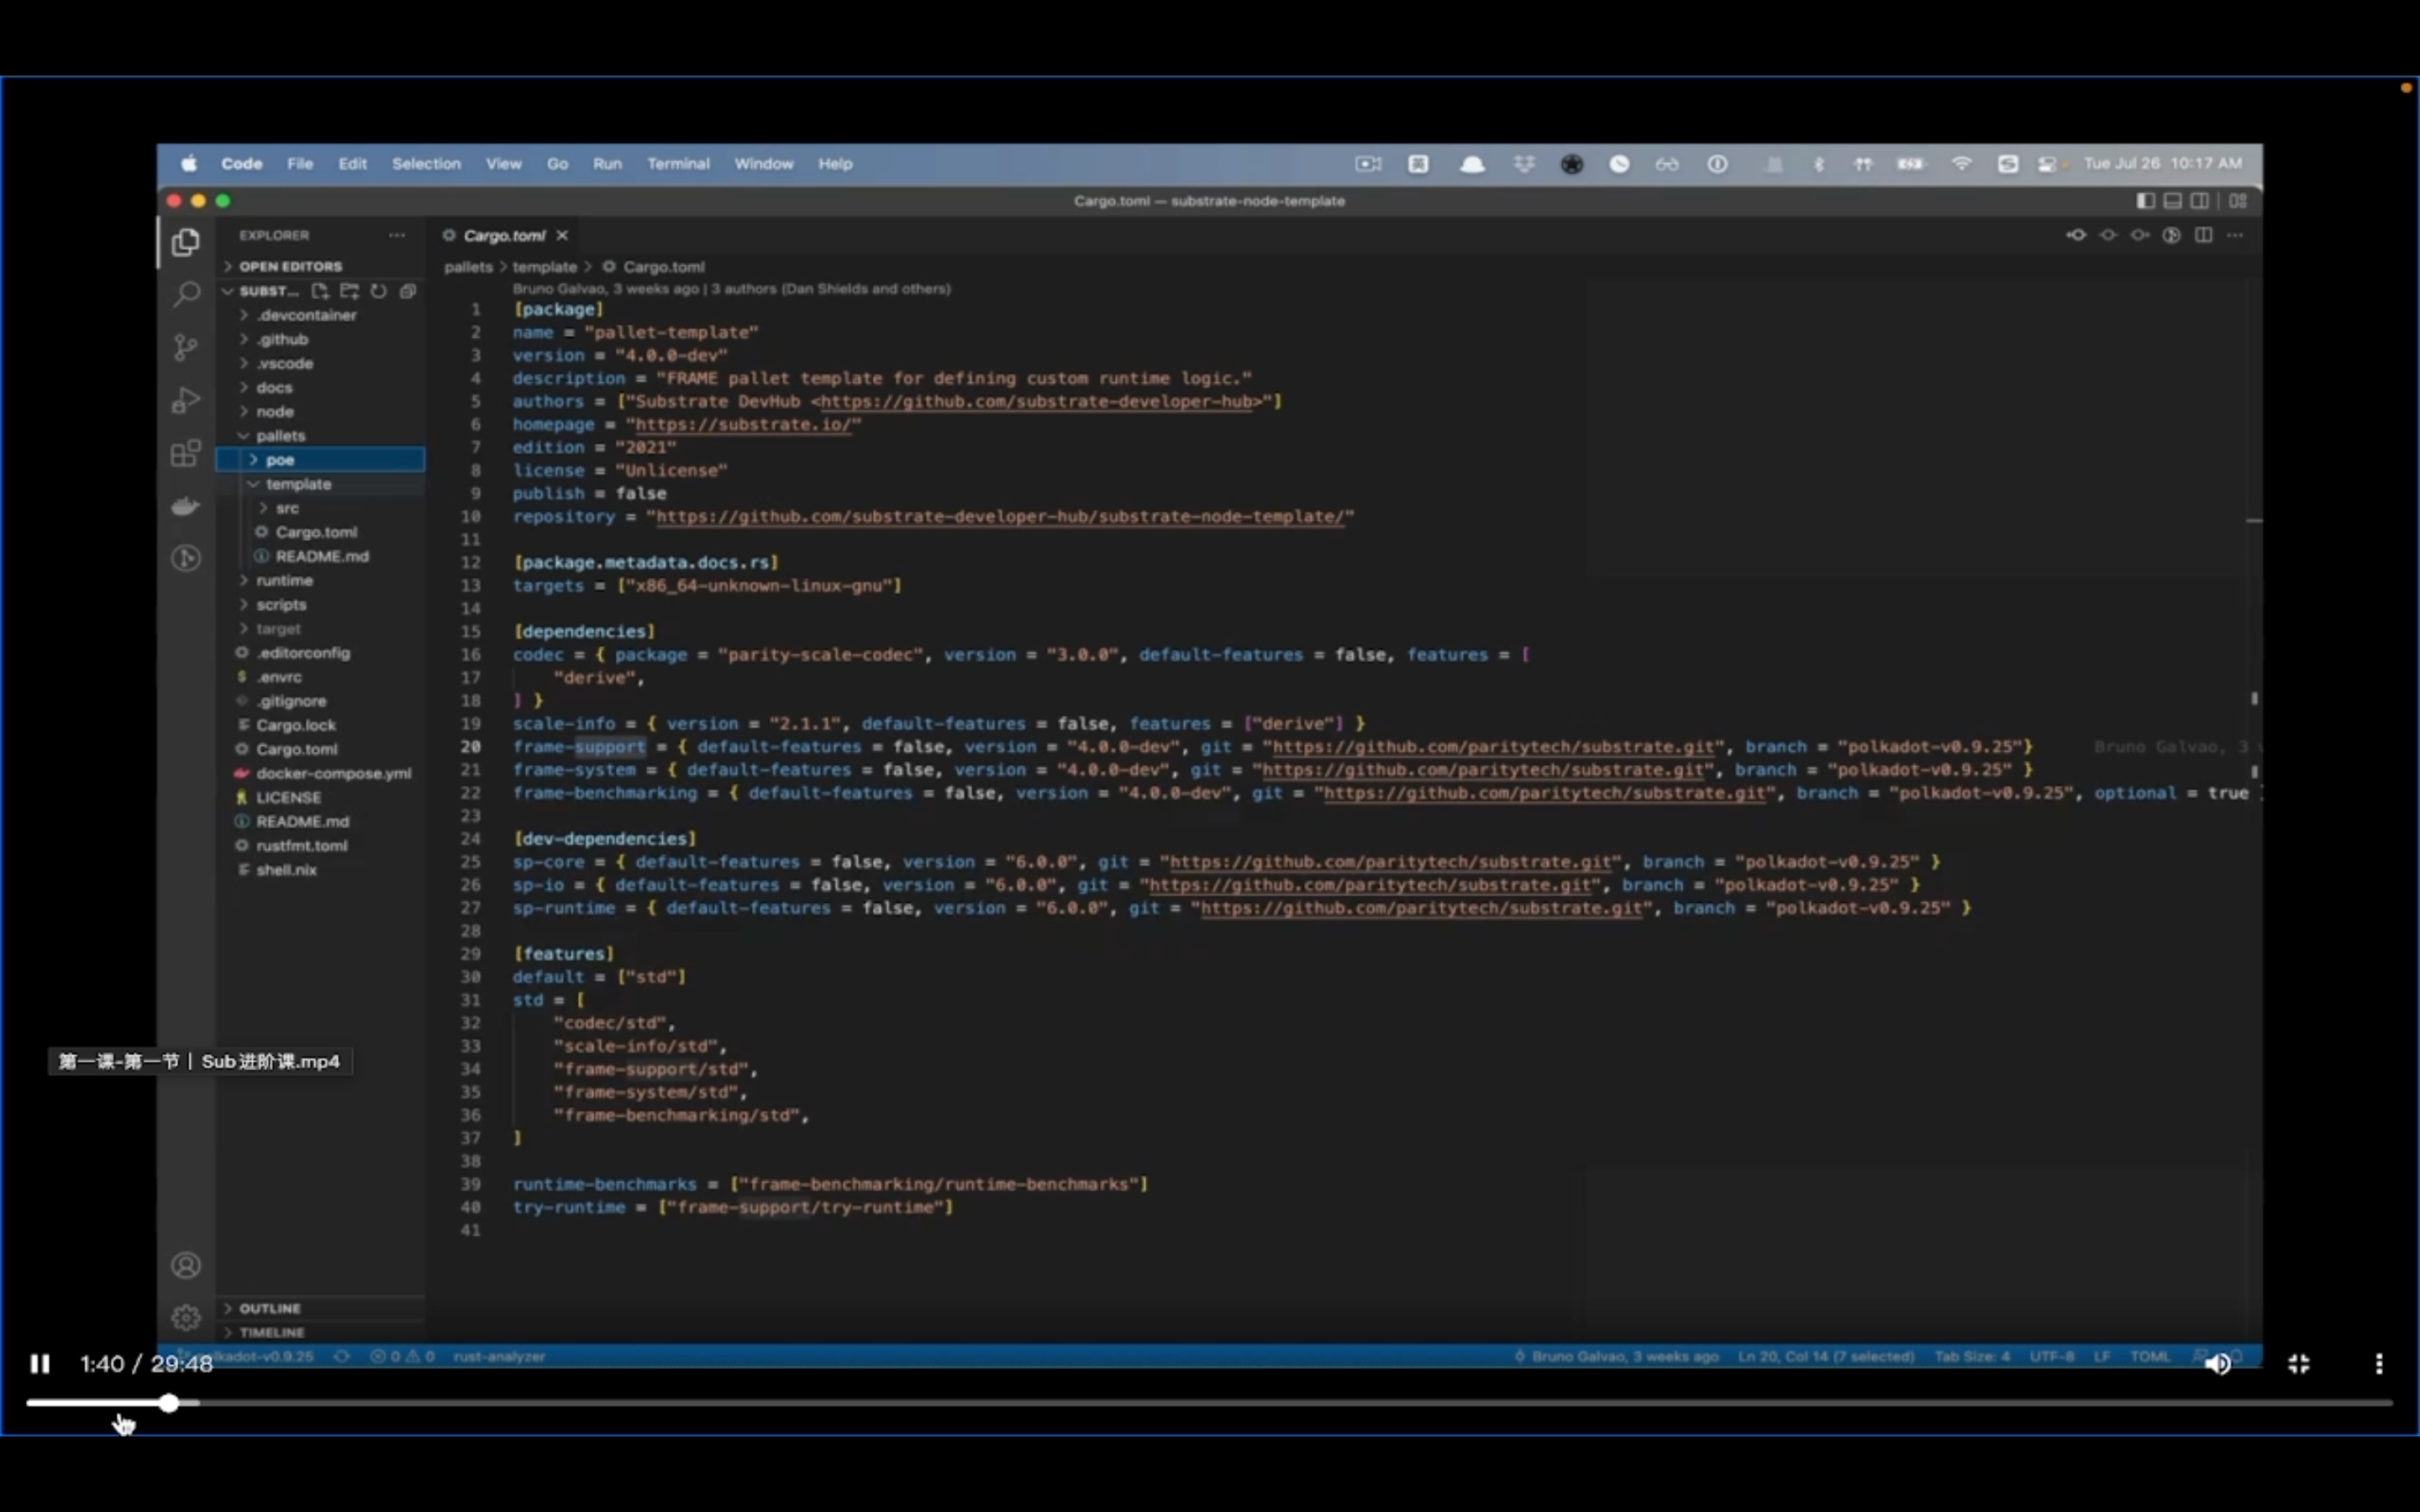 Code File Edit Selection View Go Run Terminal Window Help Tue Jul 26 10:17 AM
Cargo.toml — substrate-node-template
EXPLORER
OPEN EDITORS
SUBST...
.devcontainer
.github
.vscode
docs
node
pallets
poe
template
src
Cargo.toml
README.md
runtime
scripts
target
.editorconfig
.envrc
.gitignore
Cargo.lock
Cargo.toml
docker-compose.yml
LICENSE
README.md
rustfmt.toml
shell.nix
OUTLINE
TIMELINE
Cargo.toml
pallets > template > Cargo.toml
Bruno Galvao, 3 weeks ago | 3 authors (Dan Shields and others)
1 [package]
2 name = "pallet-template"
3 version = "4.0.0-dev"
4 description = "FRAME pallet template for defining custom runtime logic."
5 authors = ["Substrate DevHub <https://github.com/substrate-developer-hub>"]
6 homepage = "https://substrate.io/"
7 edition = "2021"
8 license = "Unlicense"
9 publish = false
10 repository = "https://github.com/substrate-developer-hub/substrate-node-template/"
11
12 [package.metadata.docs.rs]
13 targets = ["x86_64-unknown-linux-gnu"]
14
15 [dependencies]
16 codec = { package = "parity-scale-codec", version = "3.0.0", default-features = false, features = [
17 "derive",
18 ] }
19 scale-info = { version = "2.1.1", default-features = false, features = ["derive"] }
20 frame-support = { default-features = false, version = "4.0.0-dev", git = "https://github.com/paritytech/substrate.git", branch = "polkadot-v0.9.25"} Bruno Galvao, 3
21 frame-system = { default-features = false, version = "4.0.0-dev", git = "https://github.com/paritytech/substrate.git", branch = "polkadot-v0.9.25" }
22 frame-benchmarking = { default-features = false, version = "4.0.0-dev", git = "https://github.com/paritytech/substrate.git", branch = "polkadot-v0.9.25", optional = true
23
24 [dev-dependencies]
25 sp-core = { default-features = false, version = "6.0.0", git = "https://github.com/paritytech/substrate.git", branch = "polkadot-v0.9.25" }
26 sp-io = { default-features = false, version = "6.0.0", git = "https://github.com/paritytech/substrate.git", branch = "polkadot-v0.9.25" }
27 sp-runtime = { default-features = false, version = "6.0.0", git = "https://github.com/paritytech/substrate.git", branch = "polkadot-v0.9.25" }
28
29 [features]
30 default = ["std"]
31 std = [
32 "codec/std",
33 "scale-info/std",
34 "frame-support/std",
35 "frame-system/std",
36 "frame-benchmarking/std",
37 ]
38
39 runtime-benchmarks = ["frame-benchmarking/runtime-benchmarks"]
40 try-runtime = ["frame-support/try-runtime"]
41
第一课-第一节 | Sub进阶课.mp4
0 0 rust-analyzer Bruno Galvao, 3 weeks ago Ln 20, Col 14 (7 selected) Tab Size: 4 UTF-8 LF TOML
1:40 / 29:48